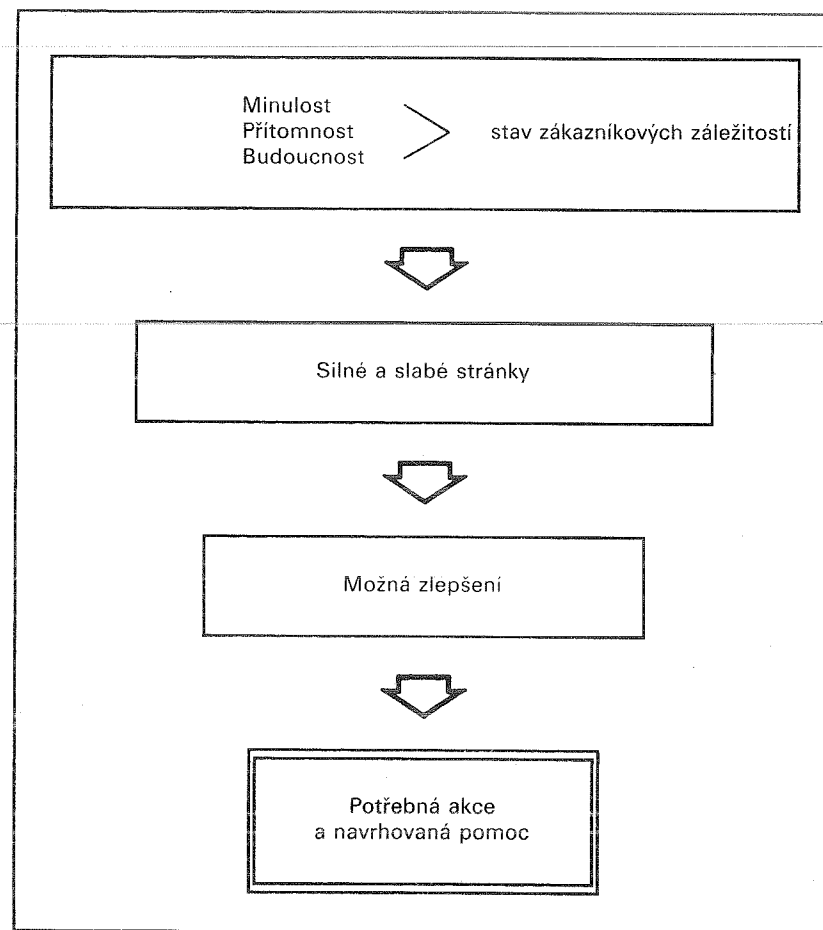 Minulost
Přítomnost
Budoucnost
stav zákazníkových záležitostí
Silné a slabé stránky
Možná zlepšení
Potřebná akce
a navrhovaná pomoc